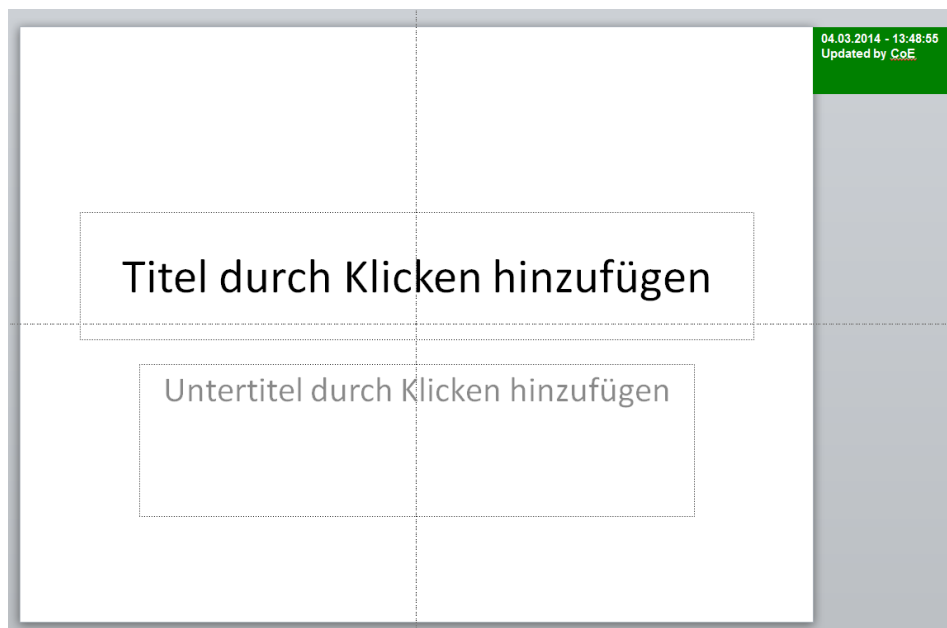 04.03.2014 - 13:48:55
Updated by CoE
Titel durch Klicken hinzufügen
Untertitel durch Klicken hinzufügen